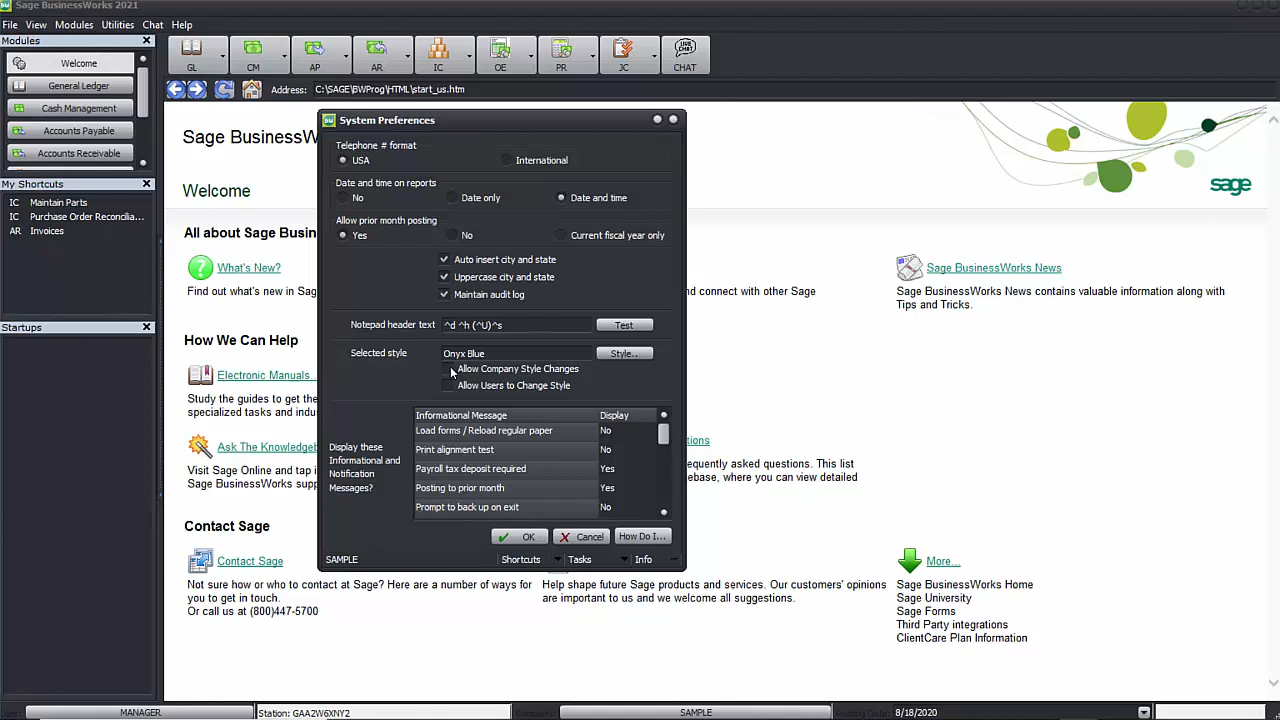 Sage BusinessWorks 2021
File View Modules Utilities Chat Help
Modules
Welcome
General Ledger
Cash Management
Accounts Payable
Accounts Receivable
My Shortcuts
IC Maintain Parts
IC Purchase Order Reconcilia...
AR Invoices
Startups
GL CM AP AR IC OE PR JC CHAT
LIVE CHAT
Address: C:\SAGE\BWProg\HTML\start_us.htm
Sage BusinessW
sage
Welcome
All about Sage Busin
What's New?
Find out what's new in Sag
and connect with other Sage
Sage BusinessWorks News
Sage BusinessWorks News contains valuable information along with
Tips and Tricks.
How We Can Help
Electronic Manuals.
Study the guides to get the
specialized tasks and indu
Ask The Knowledgeb
Visit Sage Online and tap i
Sage BusinessWorks supp
equently asked questions. This list
ebase, where you can view detailed
Contact Sage
Contact Sage
Not sure how or who to contact at Sage? Here are a number of ways for
you to get in touch.
Or call us at (800)447-5700
Help shape future Sage products and services. Our customers' opinions
are important to us and we welcome all suggestions.
More...
Sage BusinessWorks Home
Sage University
Sage Forms
Third Party integrations
ClientCare Plan Information
BW System Preferences
Telephone # format
USA International
Date and time on reports
No Date only Date and time
Allow prior month posting
Yes No Current fiscal year only
Auto insert city and state
Uppercase city and state
Maintain audit log
Notepad header text ^d ^h (^U)^s Test
Selected style Onyx Blue Style..
Allow Company Style Changes
Allow Users to Change Style
Display these
Informational and
Notification
Messages?
Informational Message Display
Load forms / Reload regular paper No
Print alignment test No
Payroll tax deposit required Yes
Posting to prior month Yes
Prompt to back up on exit No
OK Cancel How Do I...
SAMPLE Shortcuts Tasks Info
MANAGER Station: GAA2W6XNY2 SAMPLE 8/18/2020